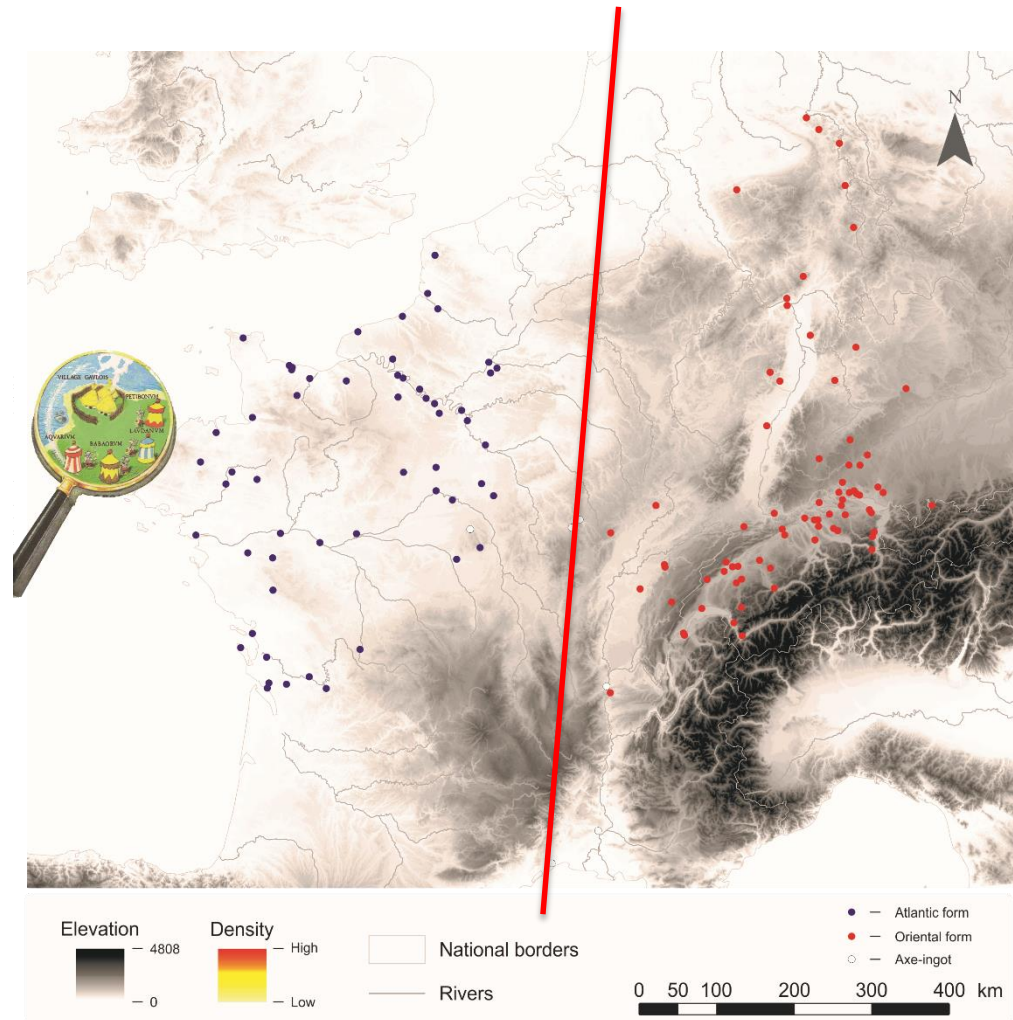 N
VILLAGE GAVLOIS
PETIBONVM
LAVDANVM
AQVARIVM
BABAORVM
Elevation
4808
0
Density
High
Low
National borders
Rivers
Atlantic form
Oriental form
Axe-ingot
0 50 100 200 300 400 km